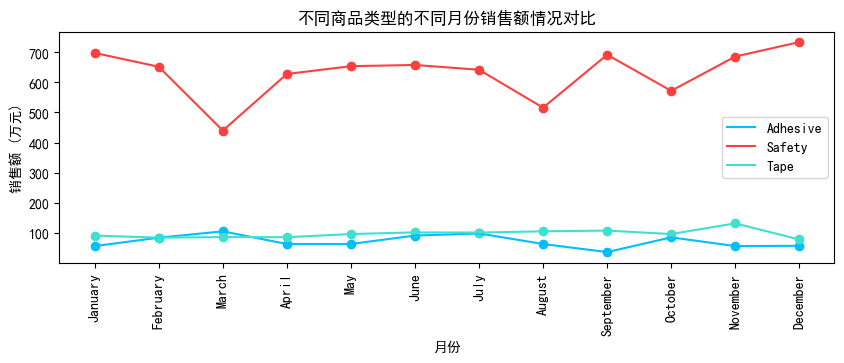 不同商品类型的不同月份销售额情况对比
销售额 (万元)
700
600
500
400
300
200
100
Adhesive
Safety
Tape
January
February
March
April
May
June
July
August
September
October
November
December
月份